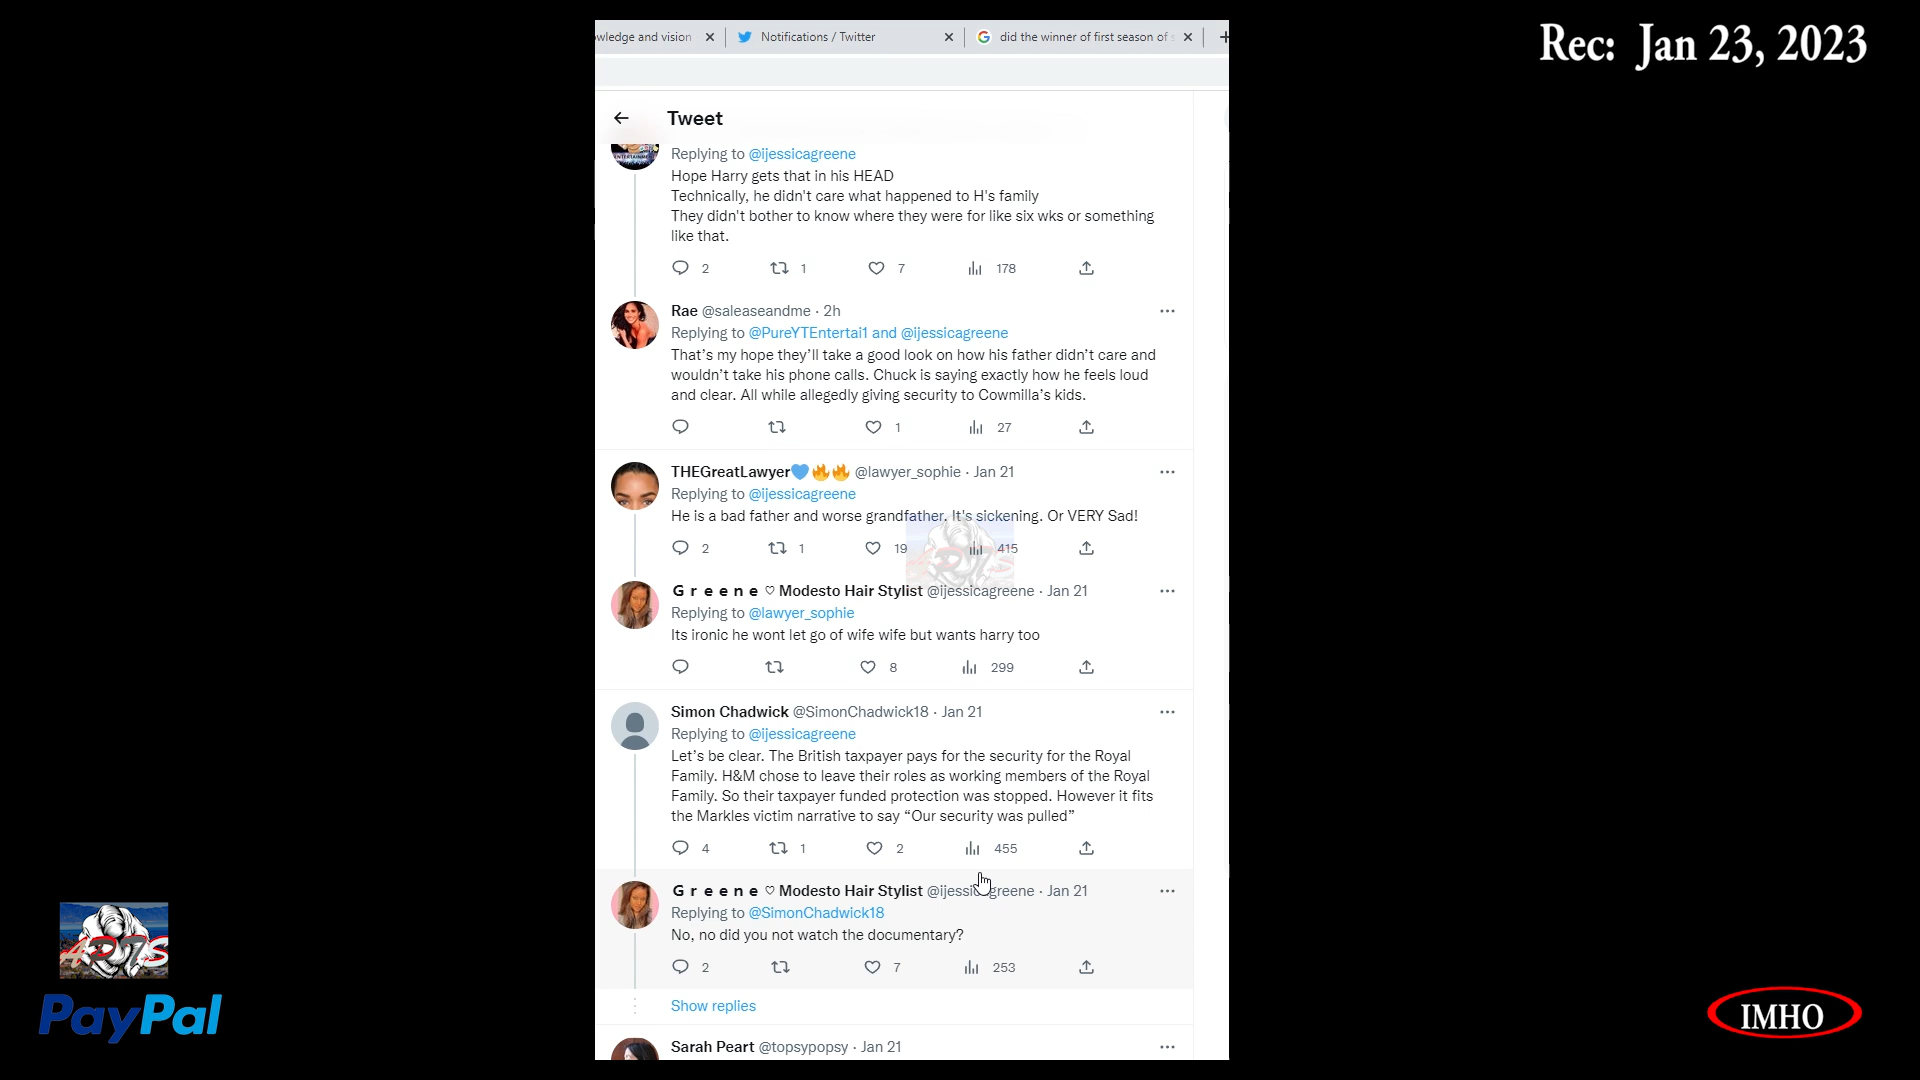 Rec: Jan 23, 2023
wledge and vision
Notifications / Twitter
did the winner of first season of
Tweet
ENTERTAINMENT
Replying to @ijessicagreene
Hope Harry gets that in his HEAD
Technically, he didn't care what happened to H's family
They didn't bother to know where they were for like six wks or something
like that.
2 1 7 178
Rae @saleaseandme · 2h
Replying to @PureYTEntertai1 and @ijessicagreene
That's my hope they'll take a good look on how his father didn't care and
wouldn't take his phone calls. Chuck is saying exactly how he feels loud
and clear. All while allegedly giving security to Cowmilla's kids.
1 27
THEGreatLawyer💙🔥🔥 @lawyer_sophie · Jan 21
Replying to @ijessicagreene
He is a bad father and worse grandfather. It's sickening. Or VERY Sad!
2 1 19 415
G r e e n e ♡ Modesto Hair Stylist @ijessicagreene · Jan 21
Replying to @lawyer_sophie
Its ironic he wont let go of wife wife but wants harry too
8 299
Simon Chadwick @SimonChadwick18 · Jan 21
Replying to @ijessicagreene
Let's be clear. The British taxpayer pays for the security for the Royal
Family. H&M chose to leave their roles as working members of the Royal
Family. So their taxpayer funded protection was stopped. However it fits
the Markles victim narrative to say “Our security was pulled”
4 1 2 455
G r e e n e ♡ Modesto Hair Stylist @ijessicagreene · Jan 21
Replying to @SimonChadwick18
No, no did you not watch the documentary?
2 7 253
Show replies
Sarah Peart @topsypopsy · Jan 21
PayPal
IMHO